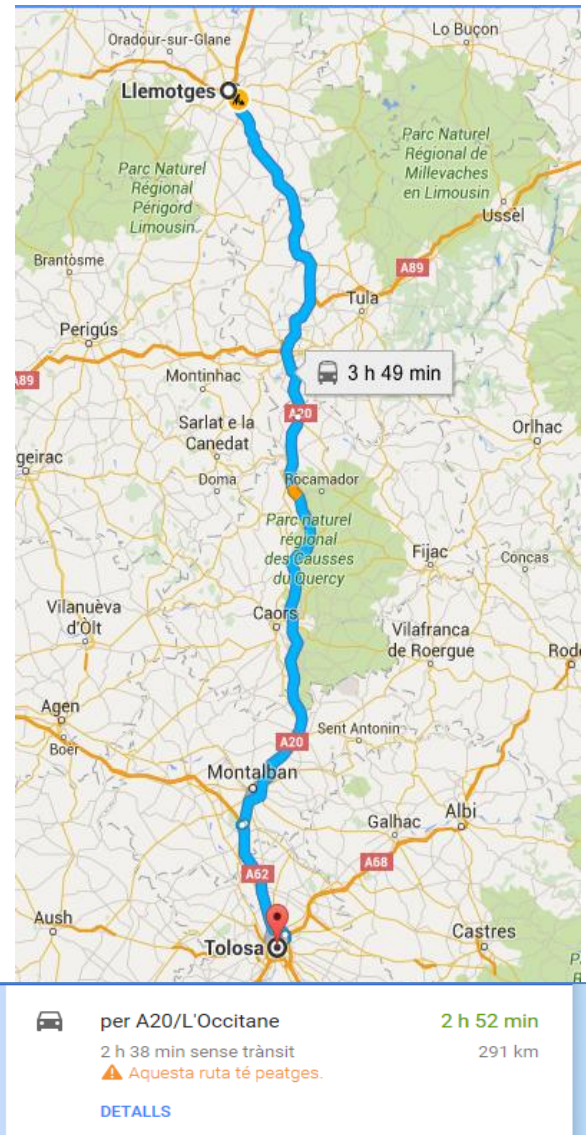 Oradour-sur-Glane
Lo Buçon
Llemotges
Parc Naturel
Régional de
Millevaches
en Limousin
Parc Naturel
Régional
Périgord
Limousin
Ussèl
Brantosme
A89
Tula
Perigús
3 h 49 min
A89
Montinhac
A20
Sarlat e la
Canedat
Orlhac
geirac
Doma
Rocamador
Parc naturel
régional
des Causses
du Quercy
Fijac
Concas
Vilanuèva
d'Òlt
Caors
Vilafranca
de Roergue
Rode
Agen
Sent Antonin
Boèr
A20
Montalban
Galhac
Albi
A68
A62
Aush
Tolosa
Castres
P
R
per A20/L'Occitane
2 h 52 min
2 h 38 min sense trànsit
291 km
Aquesta ruta té peatges.
DETALLS